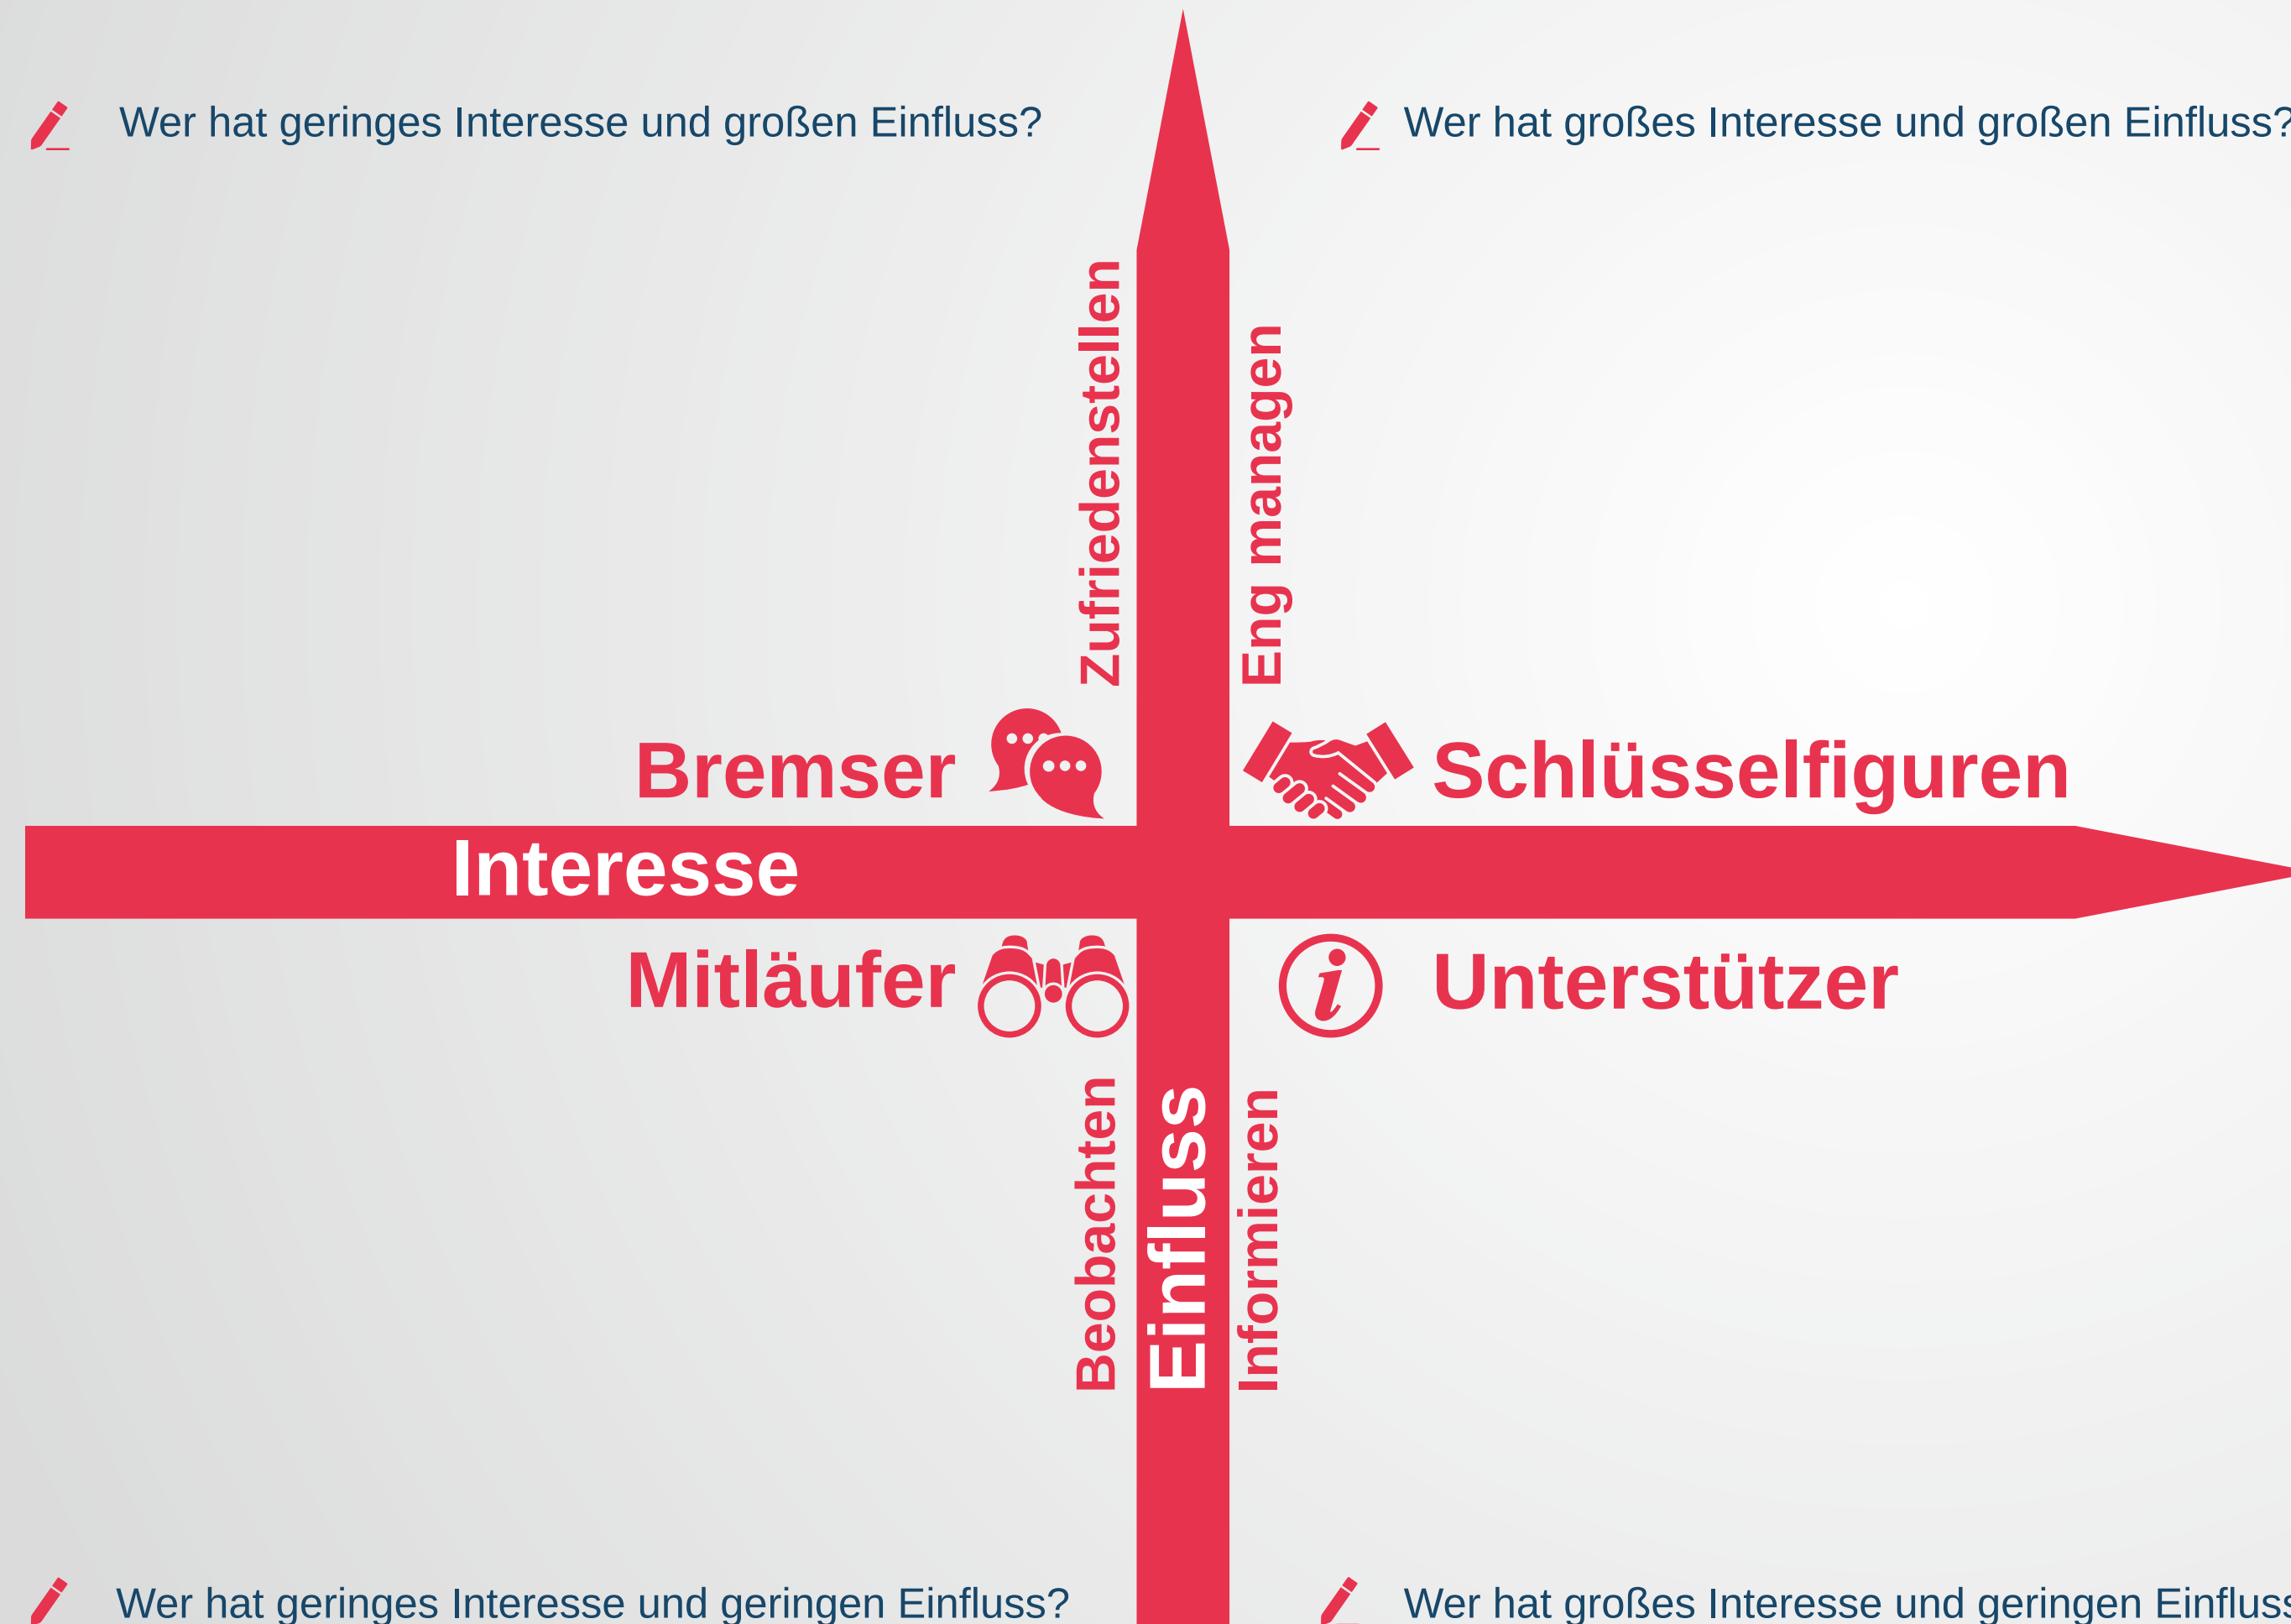 Wer hat geringes Interesse und großen Einfluss?
Wer hat großes Interesse und großen Einfluss?
Zufriedenstellen
Eng managen
Bremser
Schlüsselfiguren
Interesse
Mitläufer
Unterstützer
Beobachten
Einfluss
Informieren
Wer hat geringes Interesse und geringen Einfluss?
Wer hat großes Interesse und geringen Einfluss